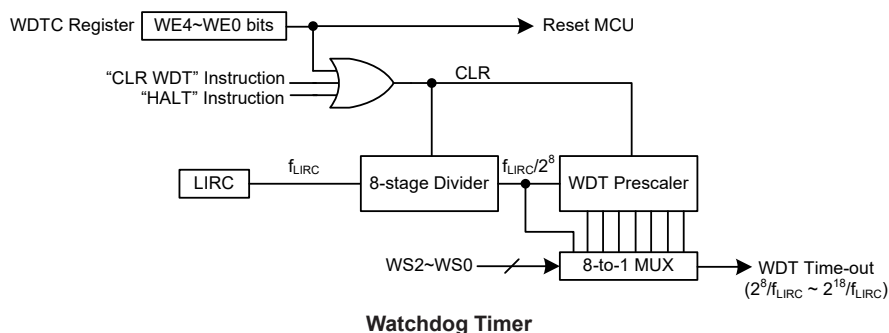 WDTC Register
WE4~WE0 bits
Reset MCU
“CLR WDT” Instruction
“HALT” Instruction
CLR
LIRC
fLIRC
8-stage Divider
fLIRC/2⁸
WDT Prescaler
WS2~WS0
8-to-1 MUX
WDT Time-out
(2⁸/fLIRC ~ 2¹⁸/fLIRC)
Watchdog Timer